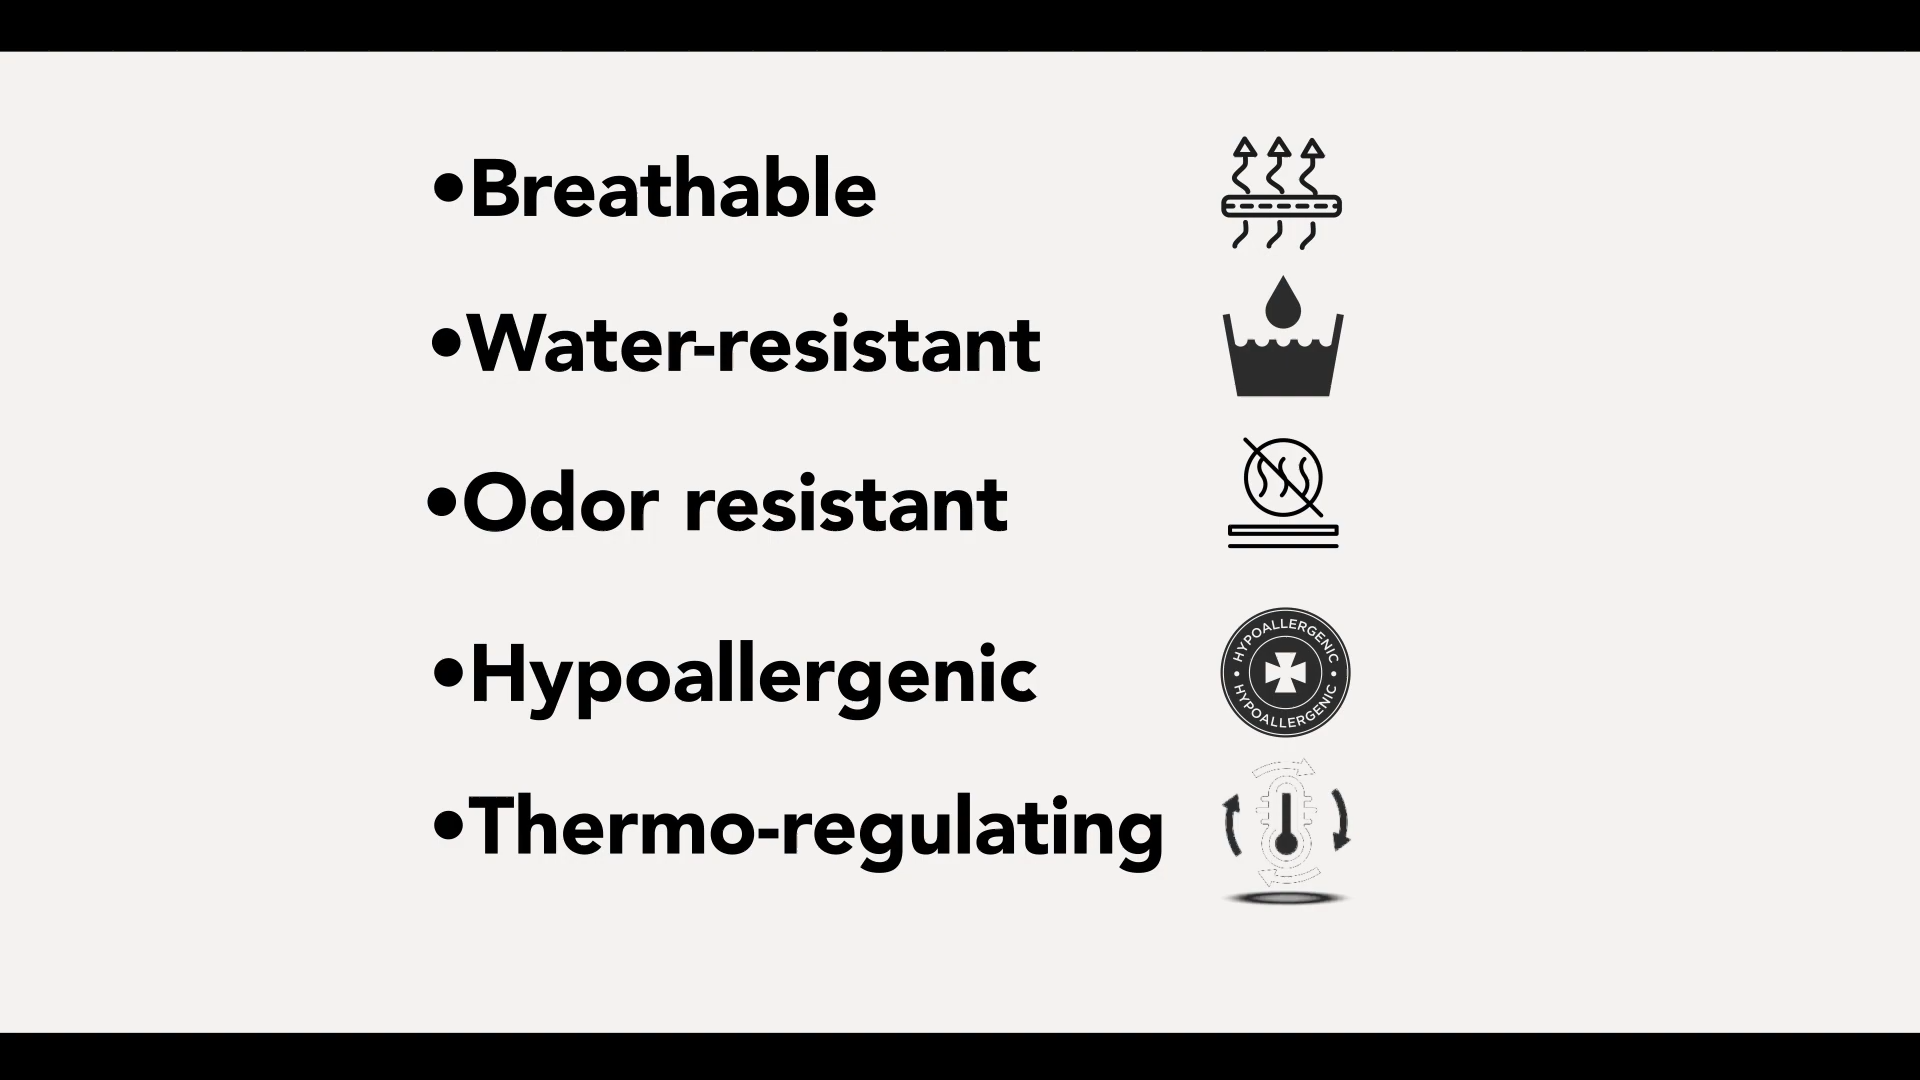 •Breathable
•Water-resistant
•Odor resistant
•Hypoallergenic
HYPOALLERGENIC
HYPOALLERGENIC
•Thermo-regulating